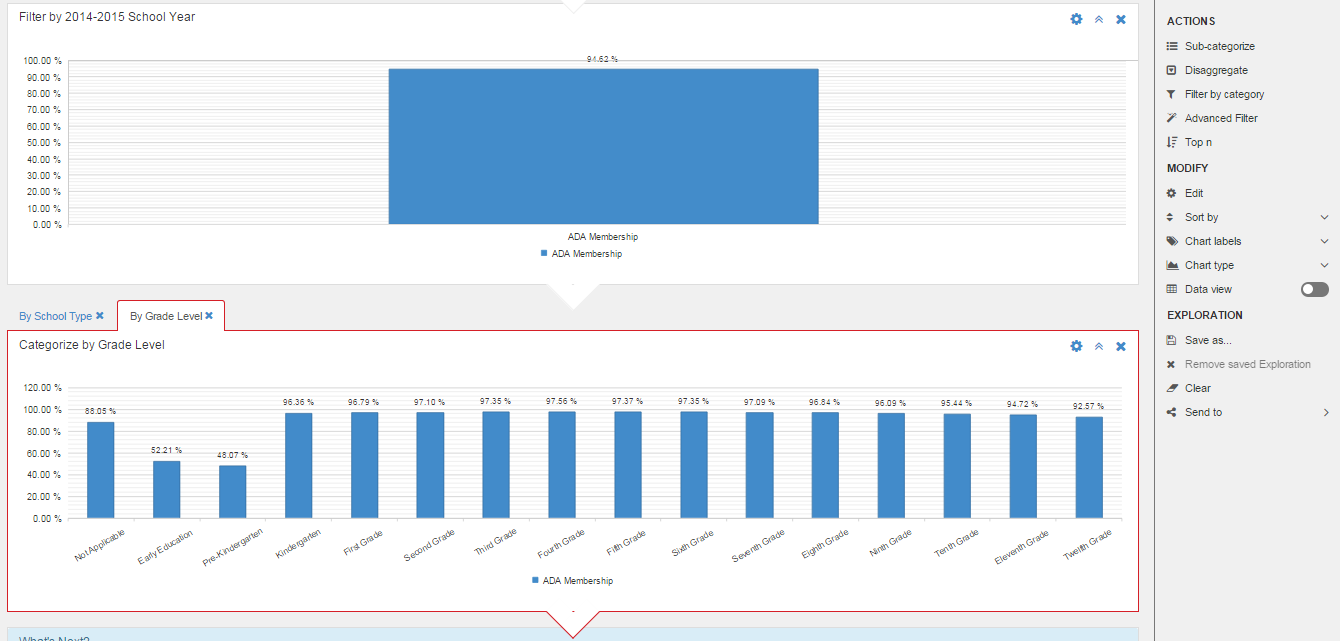 Filter by 2014-2015 School Year
94.62 %
100.00 %
90.00 %
80.00 %
70.00 %
60.00 %
50.00 %
40.00 %
30.00 %
20.00 %
10.00 %
0.00 %
ADA Membership
ADA Membership
By School Type
By Grade Level
Categorize by Grade Level
120.00 %
100.00 %
80.00 %
60.00 %
40.00 %
20.00 %
0.00 %
88.05 %
52.21 %
48.07 %
96.36 %
96.79 %
97.10 %
97.35 %
97.56 %
97.37 %
97.35 %
97.09 %
96.84 %
96.09 %
95.44 %
94.72 %
92.57 %
Not Applicable
Early Education
Pre-Kindergarten
Kindergarten
First Grade
Second Grade
Third Grade
Fourth Grade
Fifth Grade
Sixth Grade
Seventh Grade
Eighth Grade
Ninth Grade
Tenth Grade
Eleventh Grade
Twelfth Grade
ADA Membership
What's Next?
ACTIONS
Sub-categorize
Disaggregate
Filter by category
Advanced Filter
Top n
MODIFY
Edit
Sort by
Chart labels
Chart type
Data view
EXPLORATION
Save as...
Remove saved Exploration
Clear
Send to